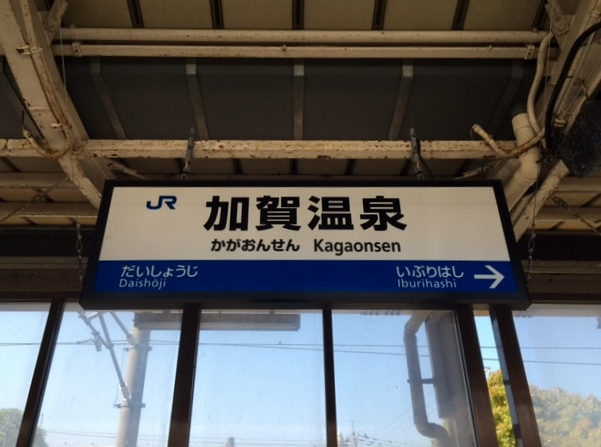 JR 加賀温泉
かがおんせん Kagaonsen
だいしょうじ いぶりはし →
Daishōji Iburihashi